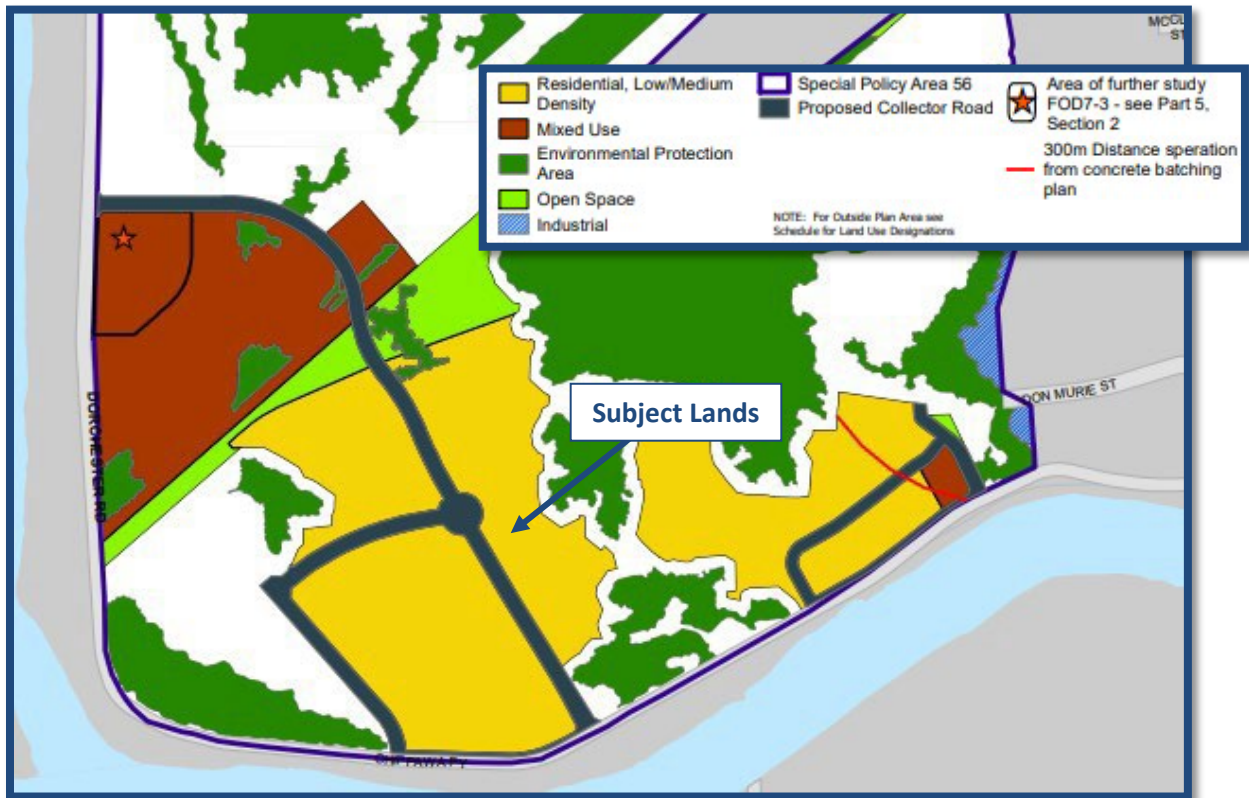 Residential, Low/Medium
Density
Mixed Use
Environmental Protection
Area
Open Space
Industrial
Special Policy Area 56
Proposed Collector Road
NOTE: For Outside Plan Area see
Schedule for Land Use Designations
Area of further study
FOD7-3 - see Part 5,
Section 2
300m Distance speration
from concrete batching
plan
DORCHESTER RD
Subject Lands
DON MURIE ST